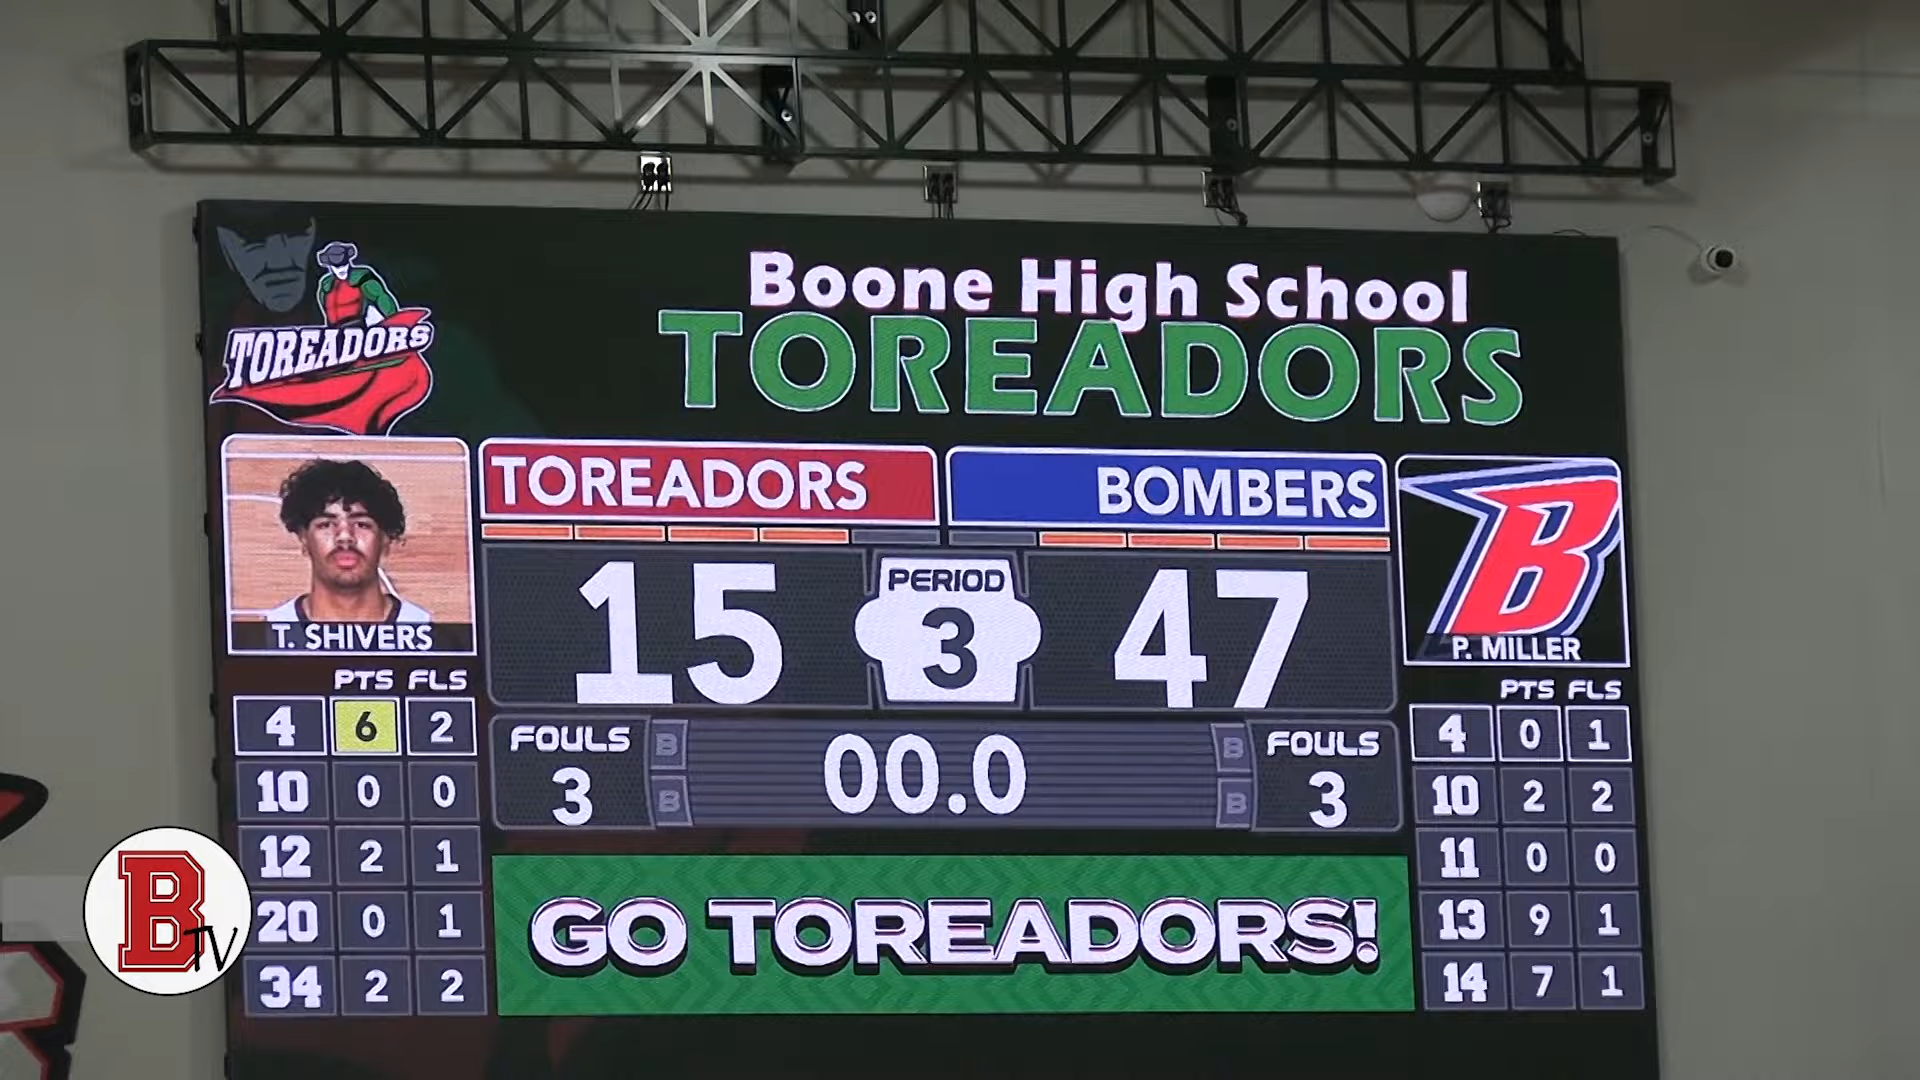 Boone High School
TOREADORS
TOREADORS
TOREADORS BOMBERS
B
15 PERIOD 47
3
T. SHIVERS P. MILLER
PTS FLS PTS FLS
4 6 2 FOULS B 00.0 B FOULS 4 0 1
10 0 0 3 B B 3 10 2 2
12 2 1 11 0 0
20 0 1 GO TOREADORS! 13 9 1
34 2 2 14 7 1
B
TV